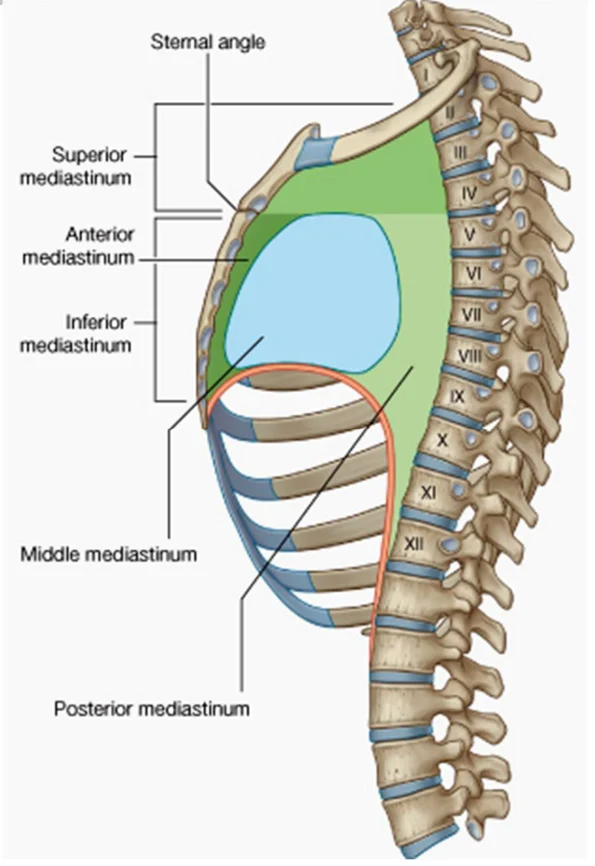 Sternal angle
Superior
mediastinum
Anterior
mediastinum
Inferior
mediastinum
Middle mediastinum
Posterior mediastinum
I
II
III
IV
V
VI
VII
VIII
IX
X
XI
XII